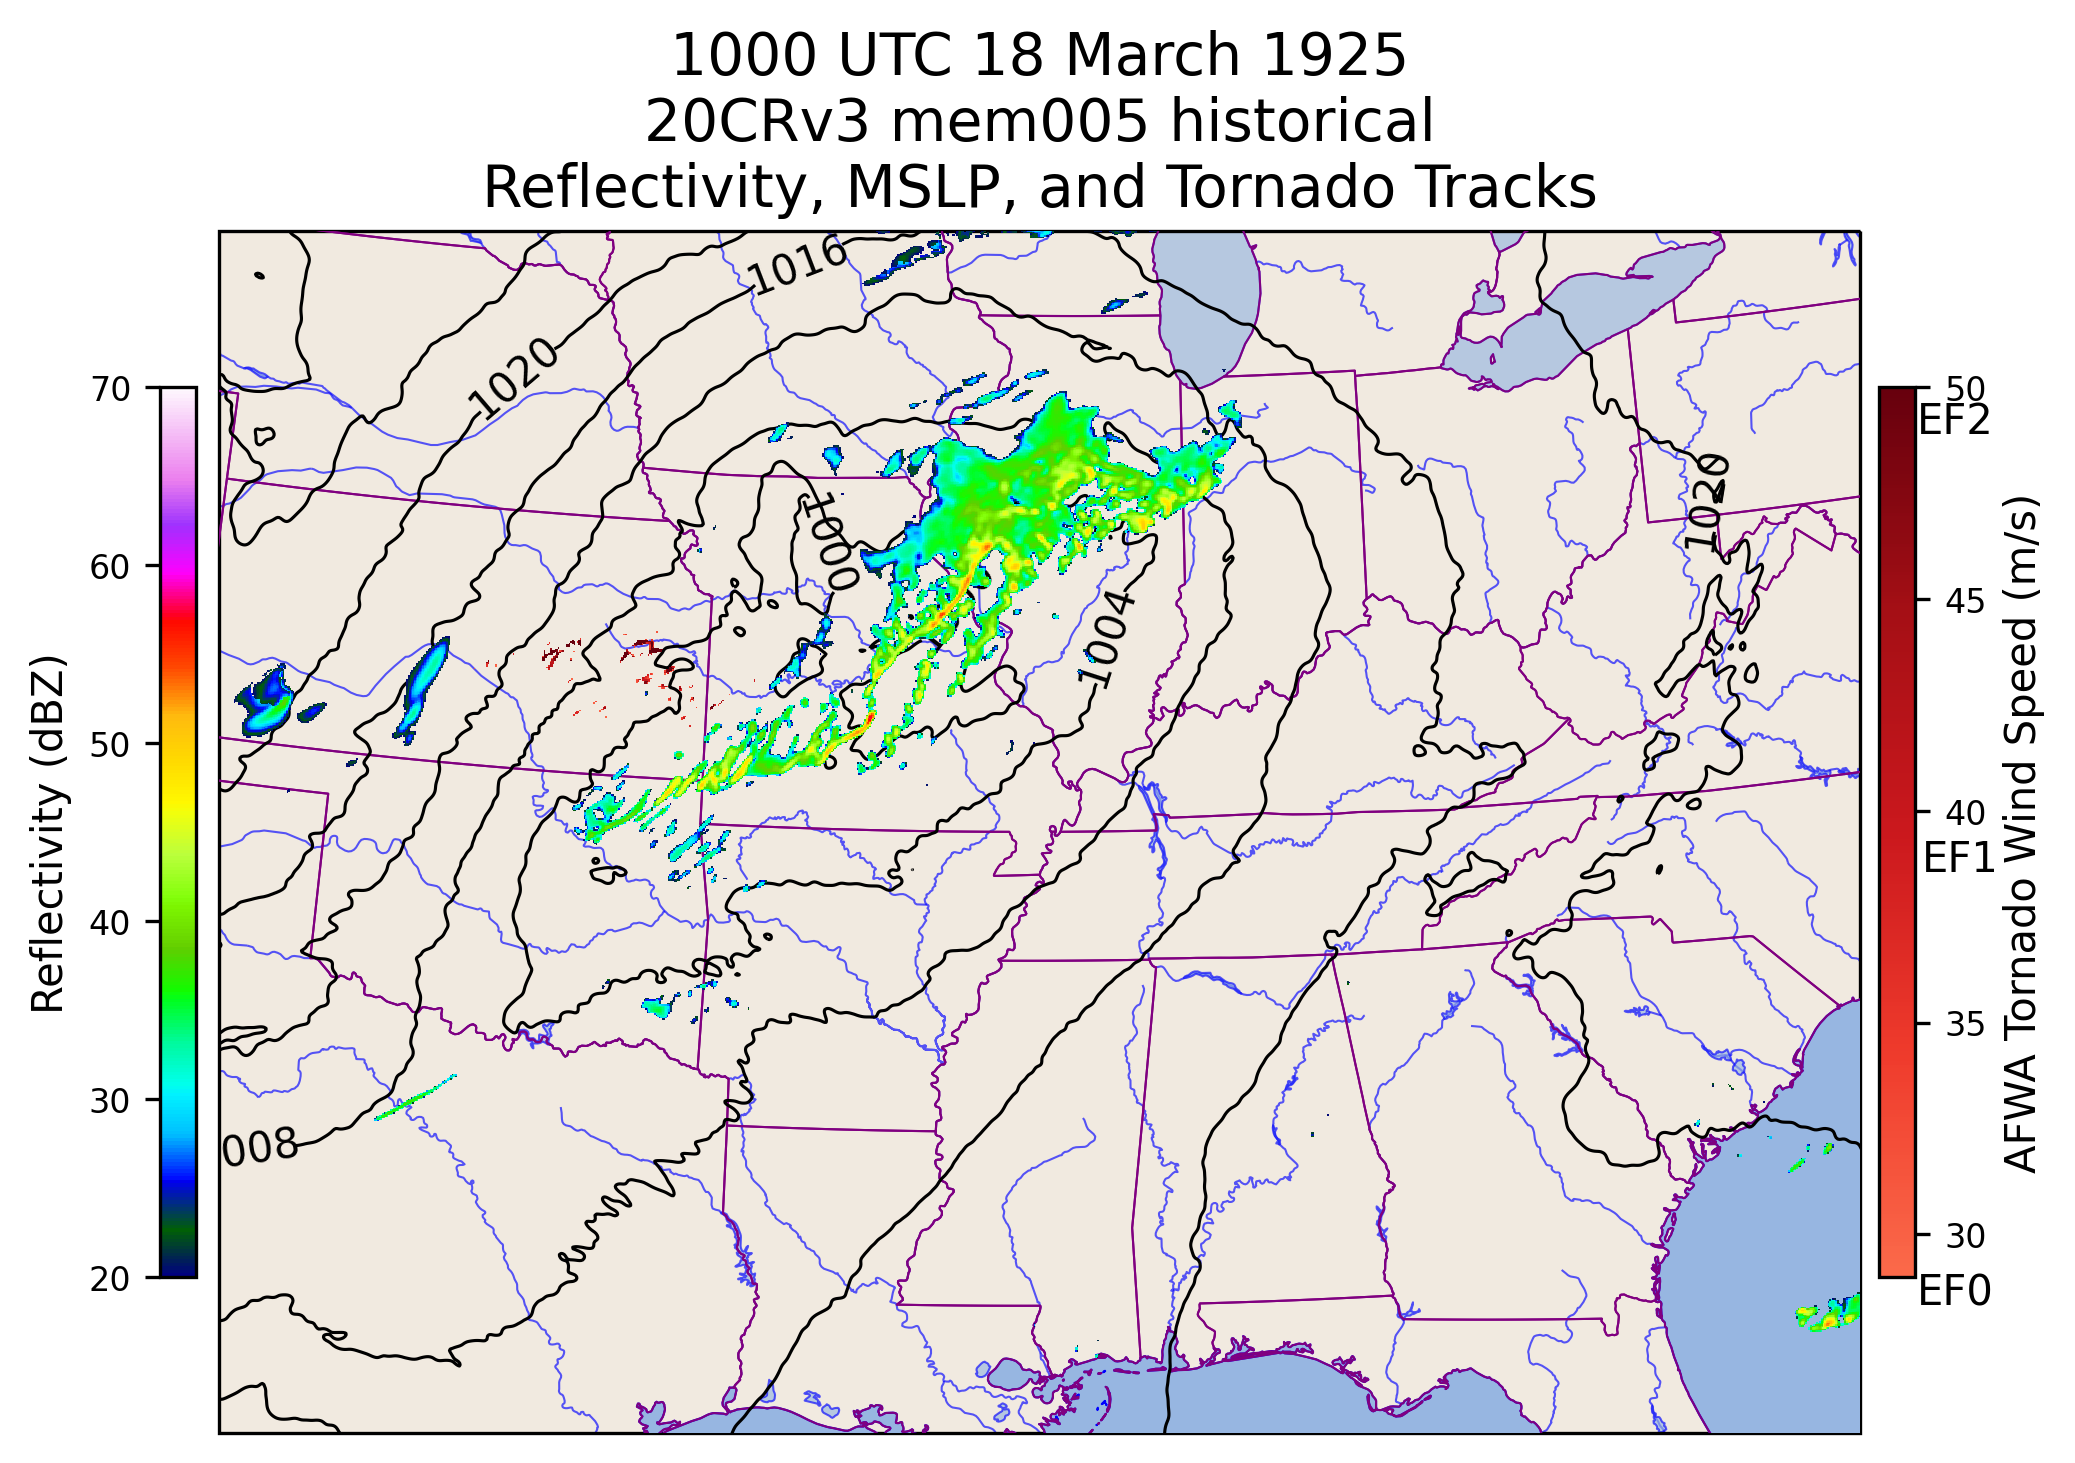 1000 UTC 18 March 1925
20CRv3 mem005 historical
Reflectivity, MSLP, and Tornado Tracks
1016
1020
1000
1004
1020
008
70
60
50
40
30
20
Reflectivity (dBZ)
50
EF2
45
40
EF1
35
30
EF0
AFWA Tornado Wind Speed (m/s)